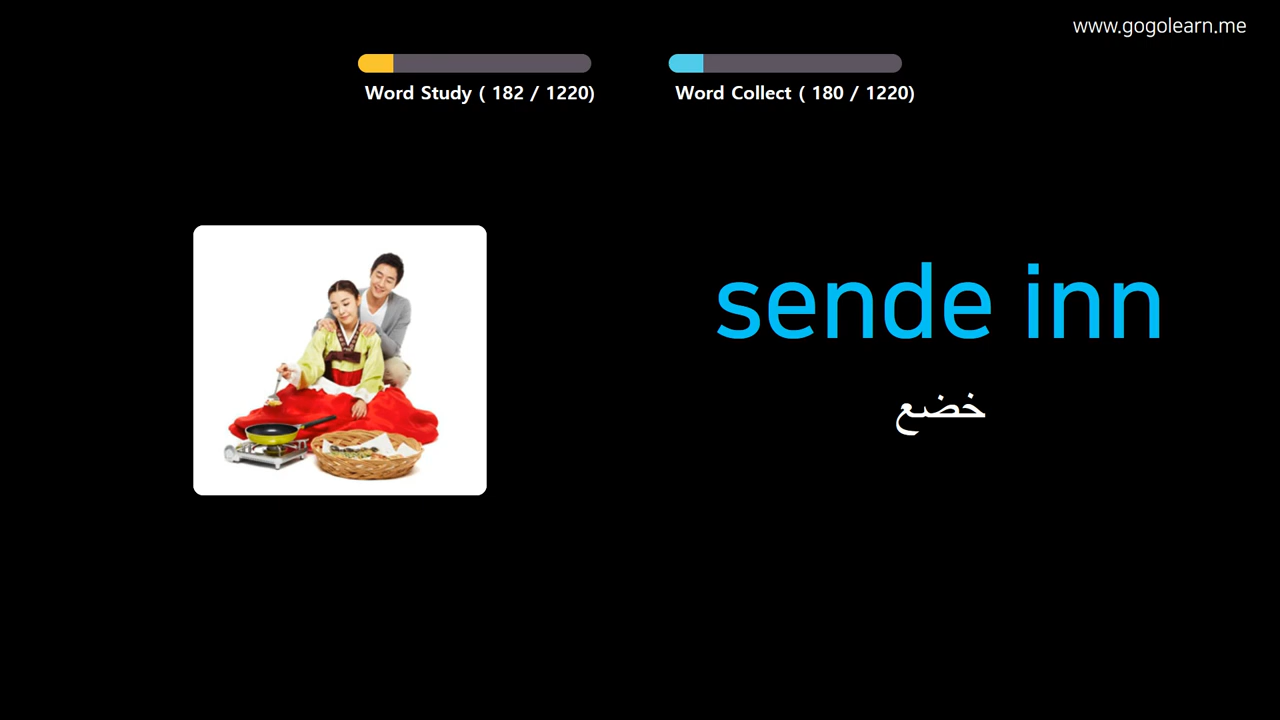 www.gogolearn.me
Word Study ( 182 / 1220)
Word Collect ( 180 / 1220)
sende inn
خضع